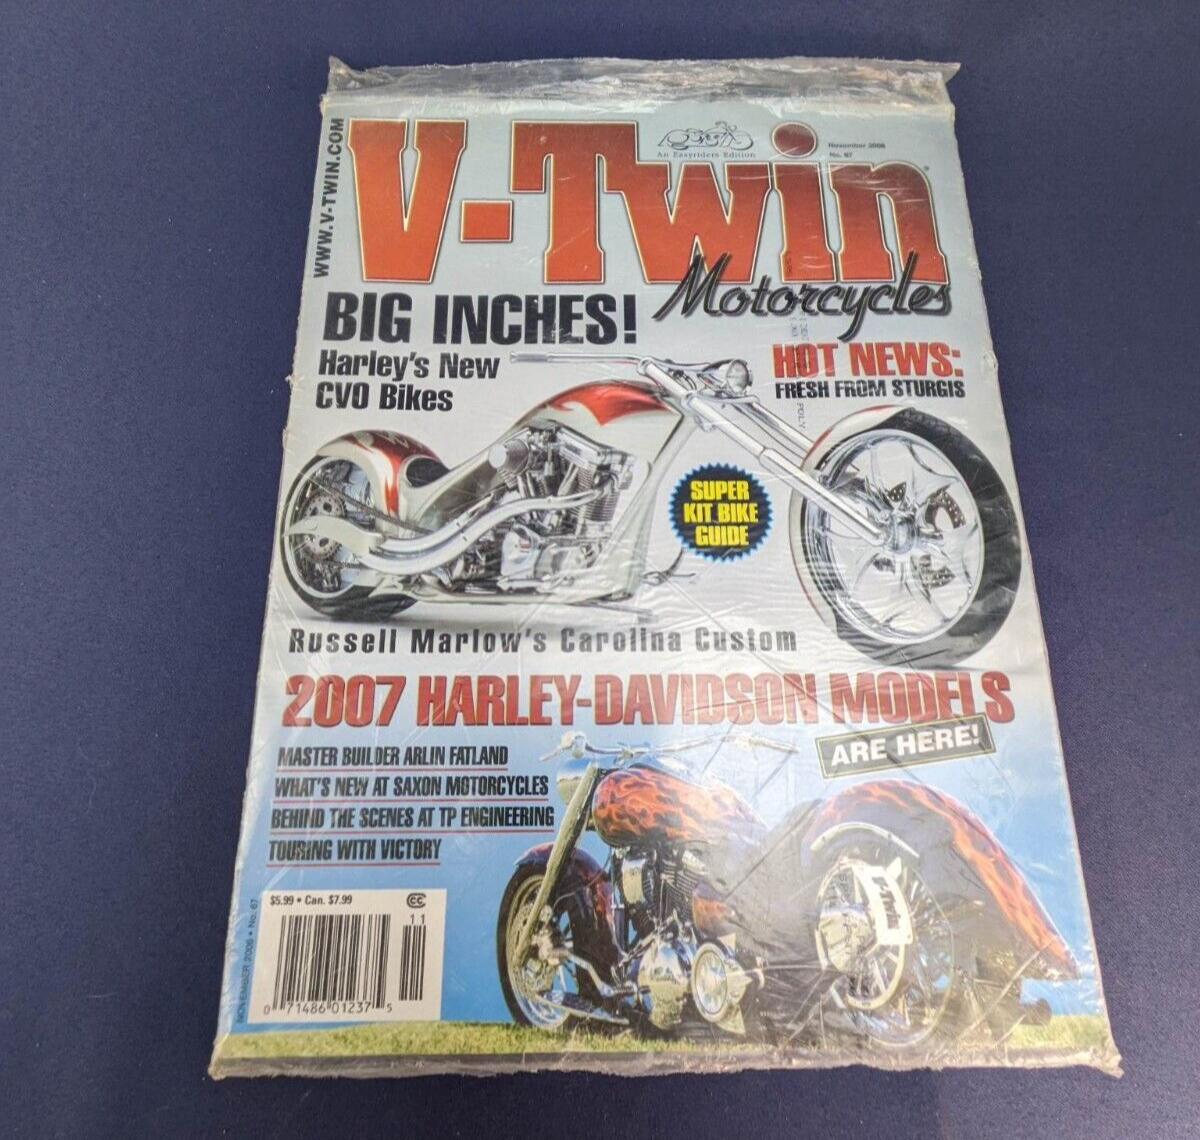 WWW.V-TWIN.COM
V-Twin
An Easyriders Edition
November 2006
No. 67
Motorcycles
BIG INCHES!
Harley's New
CVO Bikes
HOT NEWS:
FRESH FROM STURGIS
POLY
SUPER
KIT BIKE
GUIDE
Russell Marlow's Carolina Custom
2007 HARLEY-DAVIDSON MODELS
ARE HERE!
MASTER BUILDER ARLIN FATLAND
WHAT'S NEW AT SAXON MOTORCYCLES
BEHIND THE SCENES AT TP ENGINEERING
TOURING WITH VICTORY
$5.99 • Can. $7.99
CC
11
0 71486 01237 5
NOVEMBER 2006 • No. 67
V-Twin